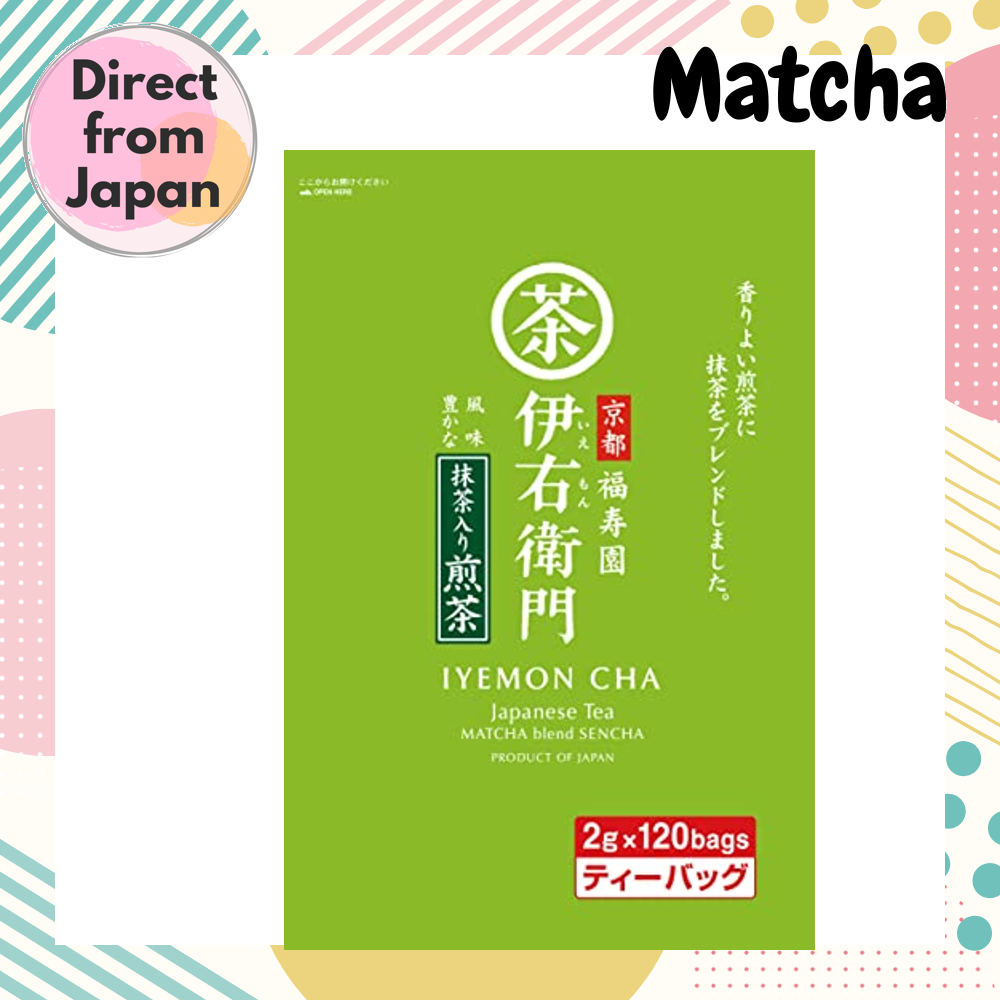 Direct
from
Japan
Matcha
ここからお開けください
OPEN HERE
茶
香りよい煎茶に
抹茶をブレンドしました。
京都 福寿園
伊右衛門
いえもん
風味
豊かな
抹茶入り煎茶
IYEMON CHA
Japanese Tea
MATCHA blend SENCHA
PRODUCT OF JAPAN
2g x 120bags
ティーバッグ